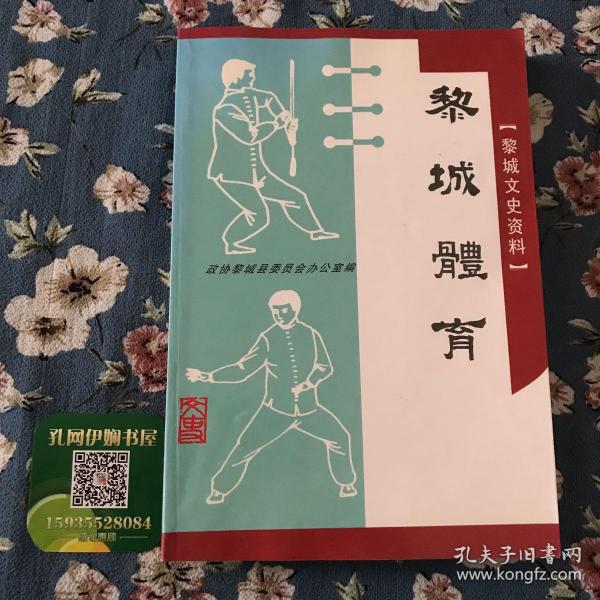 黎城體育
【黎城文史资料】
政协黎城县委员会办公室编
文史
孔网伊娴书屋
15935528084
孔夫子旧书网
www.kongfz.com